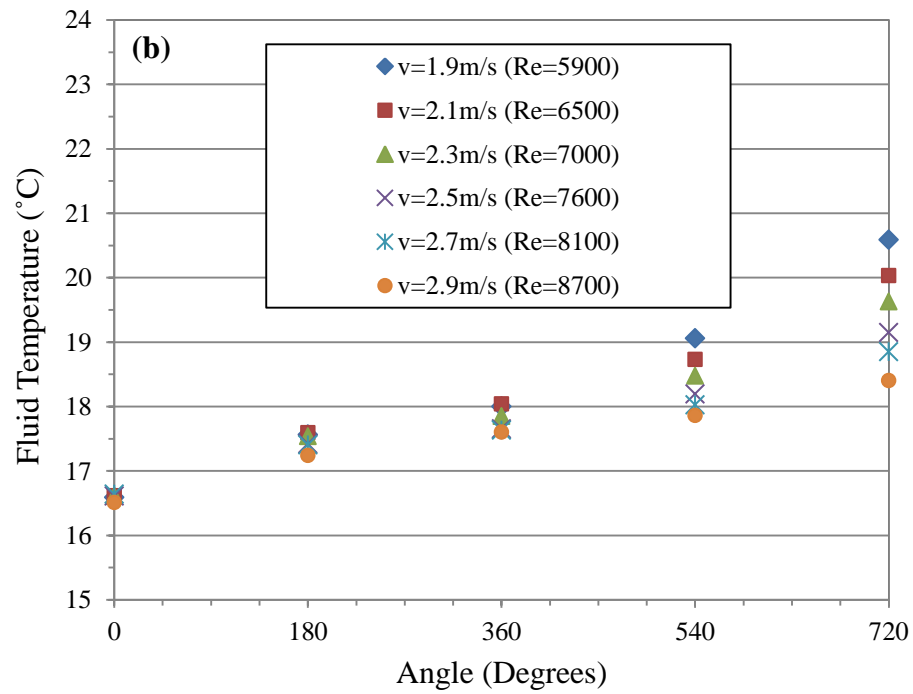 (b)
v=1.9m/s (Re=5900)
v=2.1m/s (Re=6500)
v=2.3m/s (Re=7000)
v=2.5m/s (Re=7600)
v=2.7m/s (Re=8100)
v=2.9m/s (Re=8700)
Fluid Temperature (˚C)
24
23
22
21
20
19
18
17
16
15
0 180 360 540 720
Angle (Degrees)